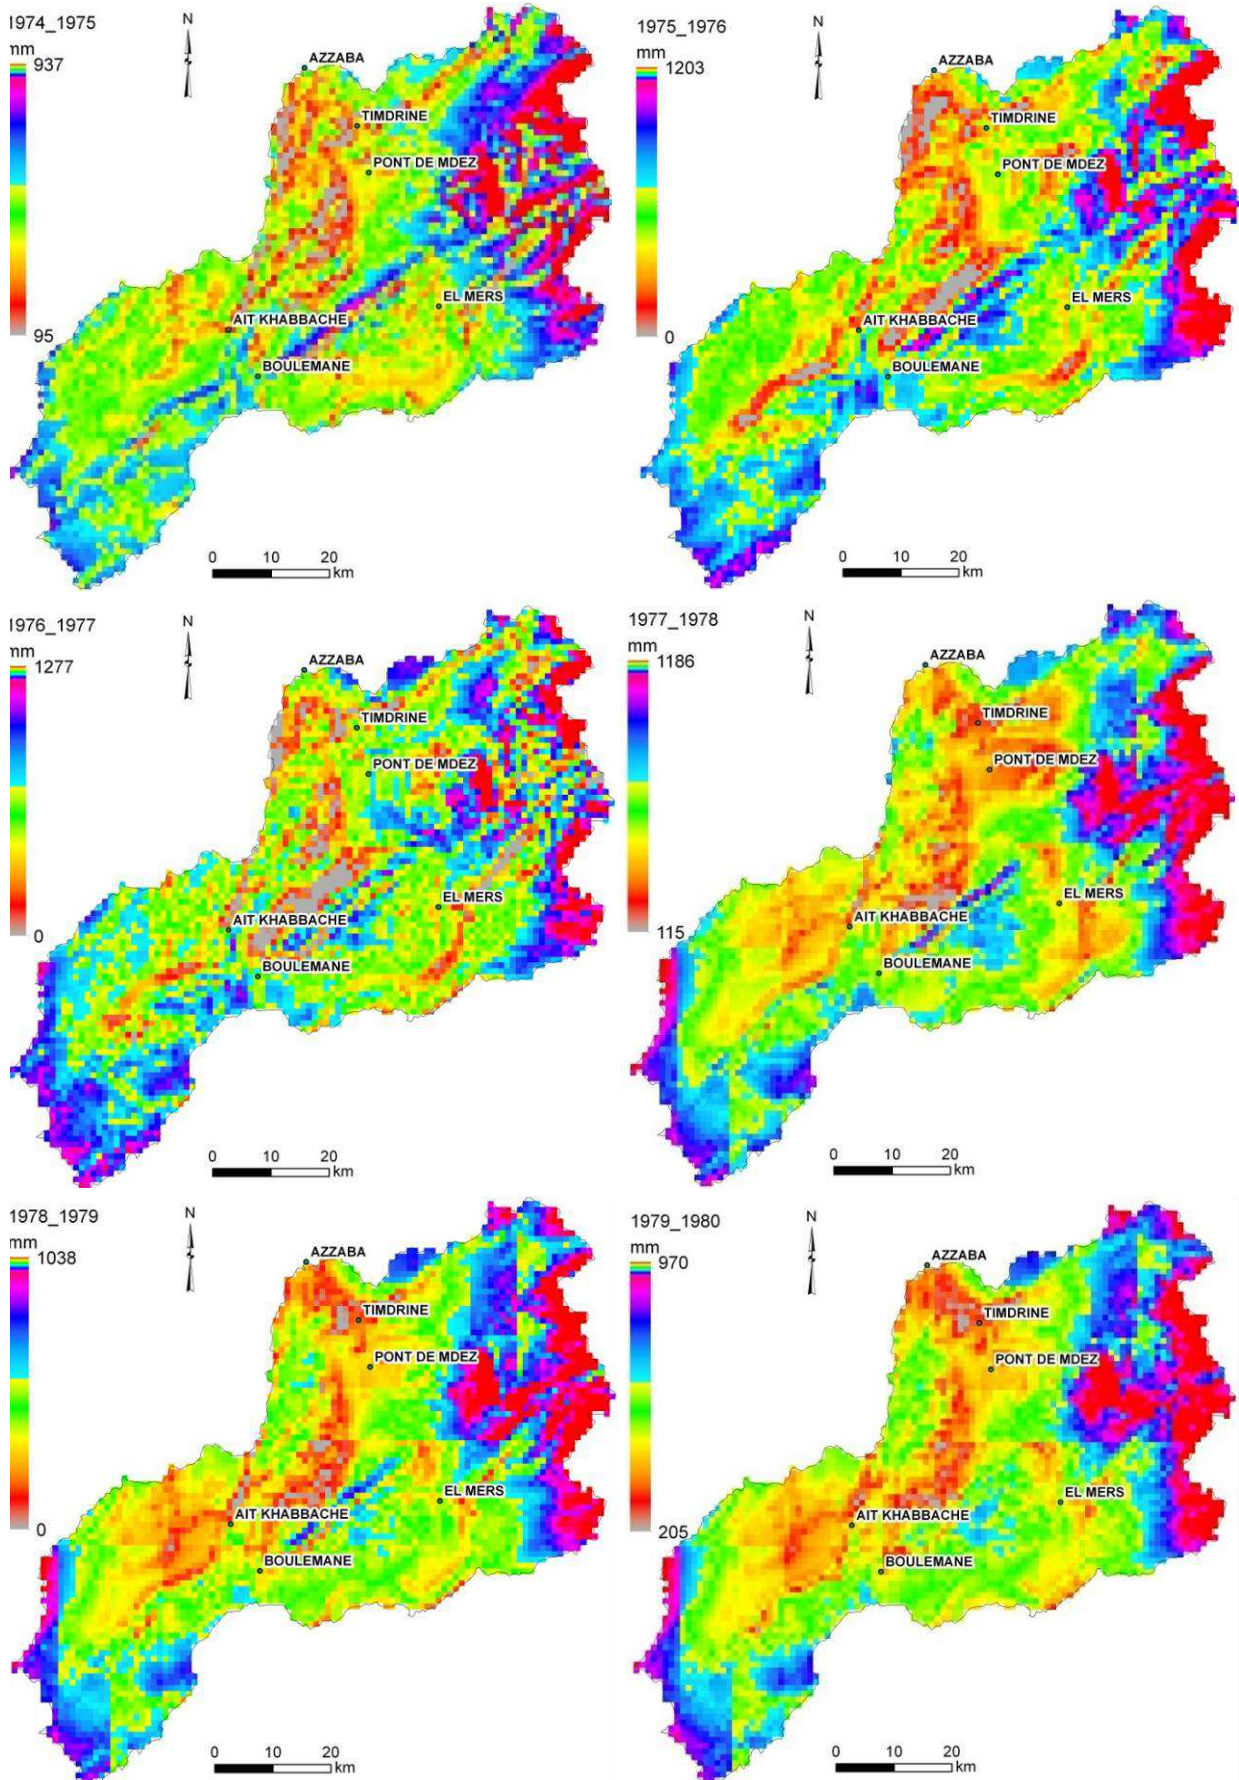 1974_1975
mm
937
95
N
AZZABA
TIMDRINE
PONT DE MDEZ
EL MERS
AIT KHABBACHE
BOULEMANE
0 10 20
km
1975_1976
mm
1203
0
N
AZZABA
TIMDRINE
PONT DE MDEZ
EL MERS
AIT KHABBACHE
BOULEMANE
0 10 20
km
1976_1977
mm
1277
0
N
AZZABA
TIMDRINE
PONT DE MDEZ
EL MERS
AIT KHABBACHE
BOULEMANE
0 10 20
km
1977_1978
mm
1186
115
N
AZZABA
TIMDRINE
PONT DE MDEZ
EL MERS
AIT KHABBACHE
BOULEMANE
0 10 20
km
1978_1979
mm
1038
0
N
AZZABA
TIMDRINE
PONT DE MDEZ
EL MERS
AIT KHABBACHE
BOULEMANE
0 10 20
km
1979_1980
mm
970
205
N
AZZABA
TIMDRINE
PONT DE MDEZ
EL MERS
AIT KHABBACHE
BOULEMANE
0 10 20
km